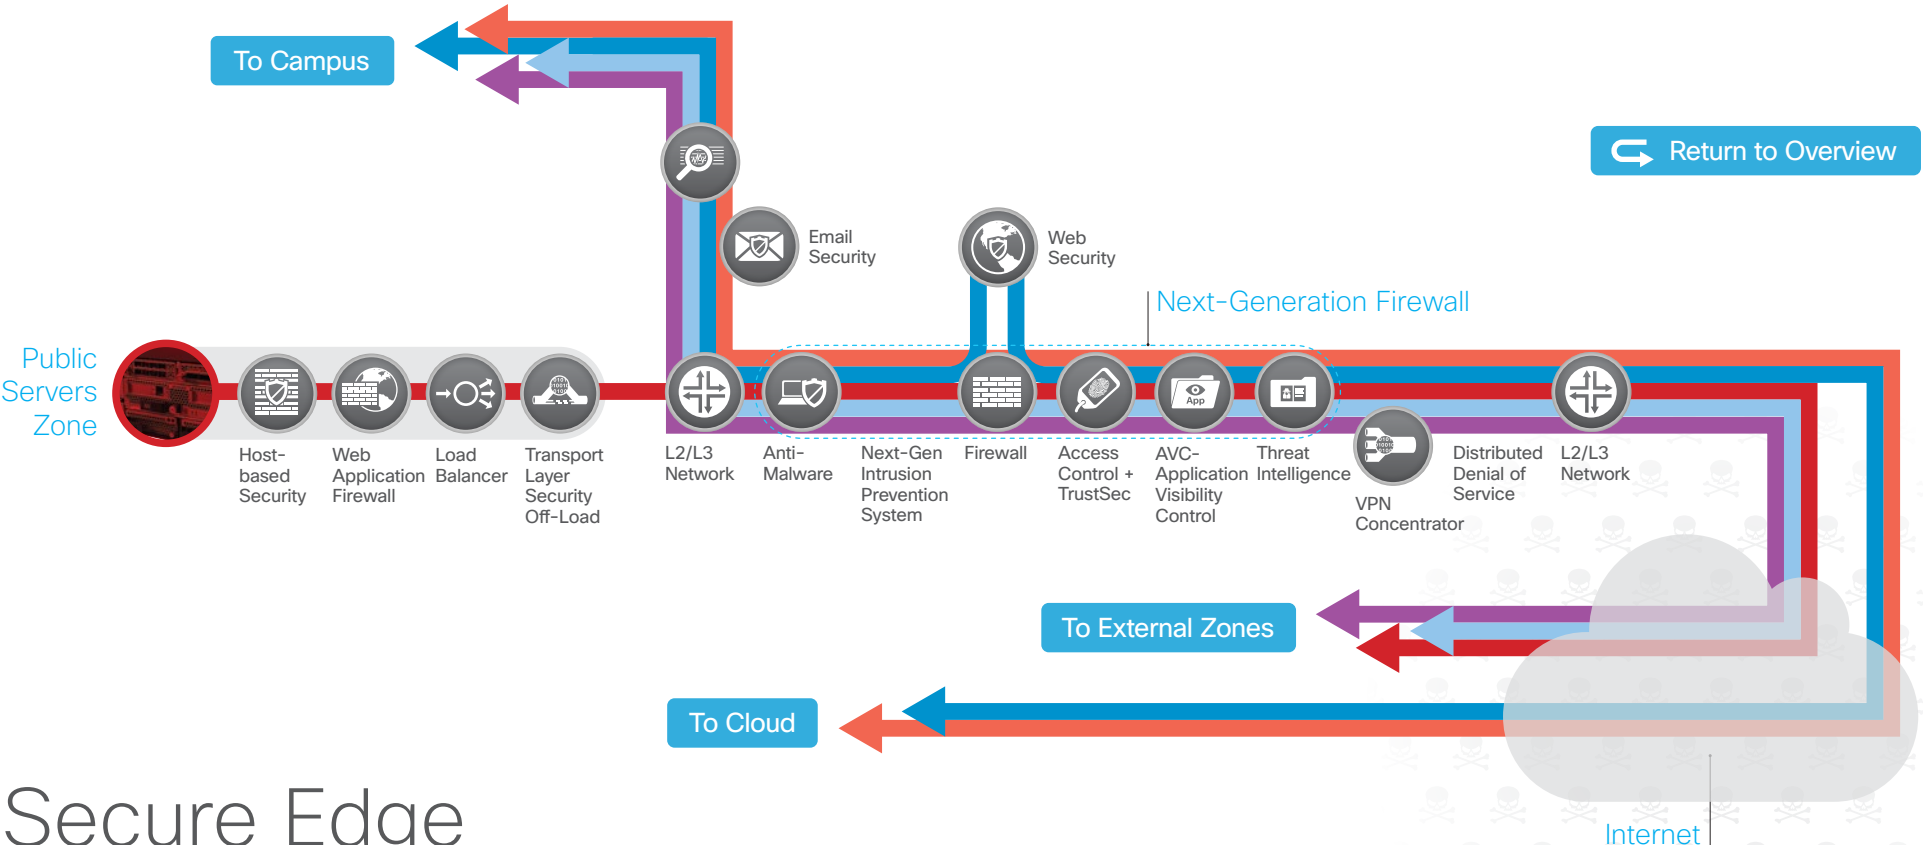 To Campus
Return to Overview
Email
Security
Web
Security
Next-Generation Firewall
Public
Servers
Zone
App
Host-
based
Security
Web
Application
Firewall
Load
Balancer
Transport
Layer
Security
Off-Load
L2/L3
Network
Anti-
Malware
Next-Gen
Intrusion
Prevention
System
Firewall
Access
Control +
TrustSec
AVC-
Application
Visibility
Control
Threat
Intelligence
VPN
Concentrator
Distributed
Denial of
Service
L2/L3
Network
To External Zones
To Cloud
Secure Edge
Internet